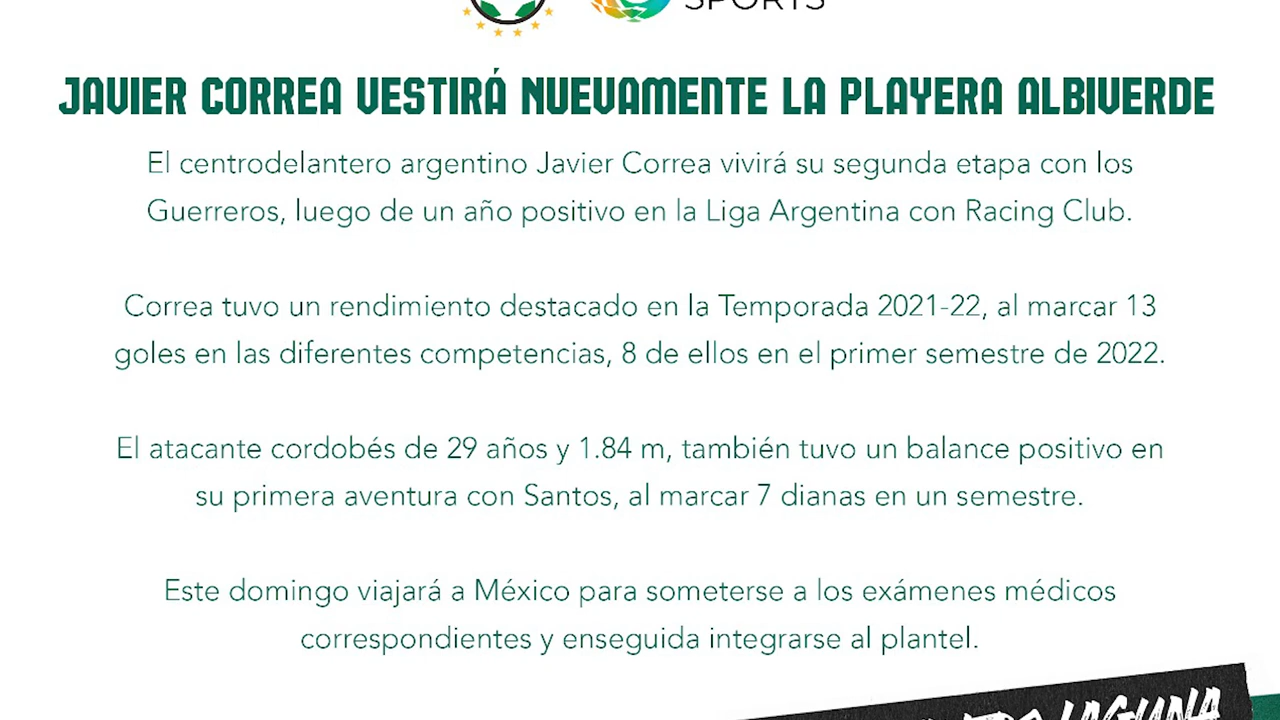 SPORTS
JAVIER CORREA VESTIRÁ NUEVAMENTE LA PLAYERA ALBIVERDE
El centrodelantero argentino Javier Correa vivirá su segunda etapa con los
Guerreros, luego de un año positivo en la Liga Argentina con Racing Club.
Correa tuvo un rendimiento destacado en la Temporada 2021-22, al marcar 13
goles en las diferentes competencias, 8 de ellos en el primer semestre de 2022.
El atacante cordobés de 29 años y 1.84 m, también tuvo un balance positivo en
su primera aventura con Santos, al marcar 7 dianas en un semestre.
Este domingo viajará a México para someterse a los exámenes médicos
correspondientes y enseguida integrarse al plantel.
LAGUNA